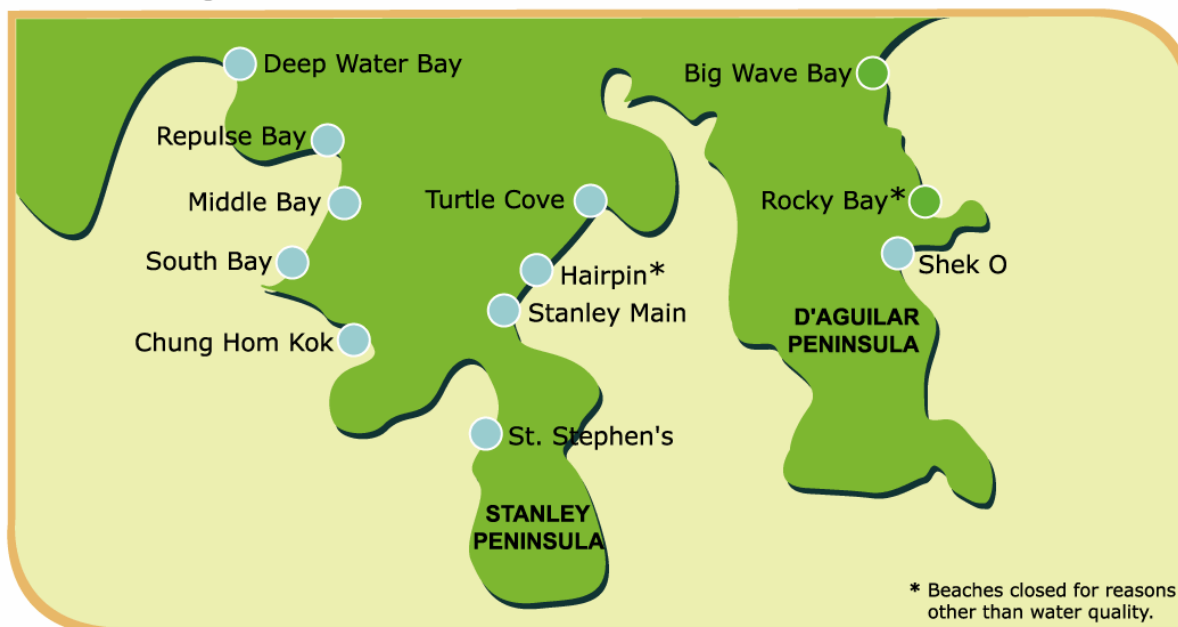 Deep Water Bay
Big Wave Bay
Repulse Bay
Middle Bay
Turtle Cove
Rocky Bay*
South Bay
Hairpin*
Shek O
Stanley Main
Chung Hom Kok
D'AGUILAR
PENINSULA
St. Stephen's
STANLEY
PENINSULA
* Beaches closed for reasons
other than water quality.